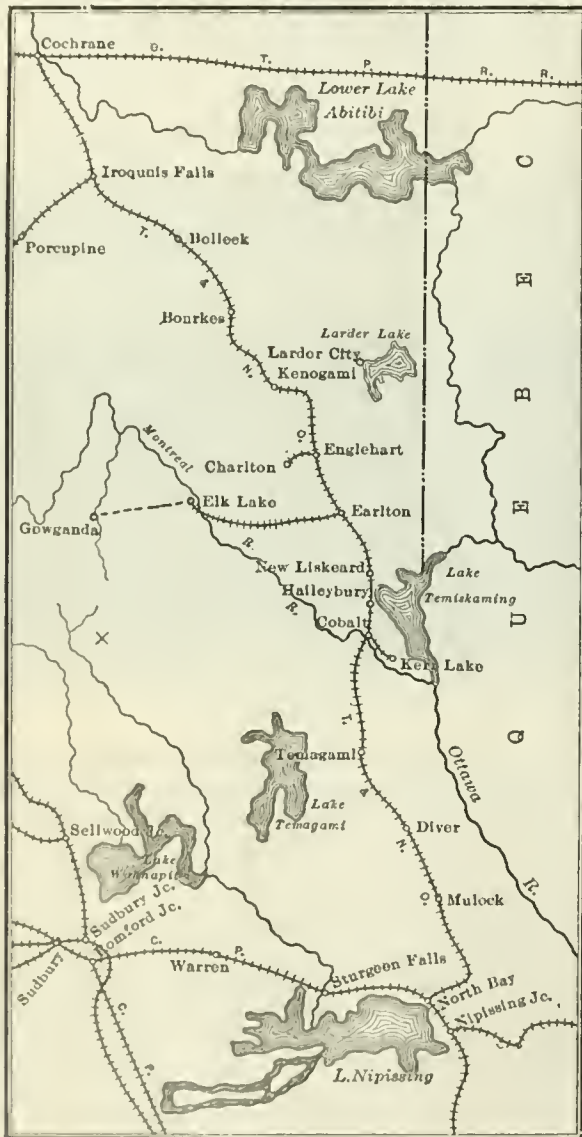 Cochrane
G. T. P. R. R.
Lower Lake
Abitibi
Iroquois Falls
Porcupine
Bolleek
T. & N. O.
Bourkes
Larder Lake
Lardor City
Kenogami
Montreal
Charlton
Englehart
Elk Lake
Earlton
Gowganda
R.
New Liskeard
Haileybury
Lake
Temiskaming
R.
Cobalt
Kerr Lake
QUEBEC
T. & N. O.
Temagami
Lake
Temagami
Ottawa
R.
Diver
Sellwood Jc.
Lake
Mulock
Sudbury Jc.
Romford Jc.
Sudbury
C. P.
Warren
Sturgeon Falls
North Bay
Nipissing Jc.
C. P.
L. Nipissing